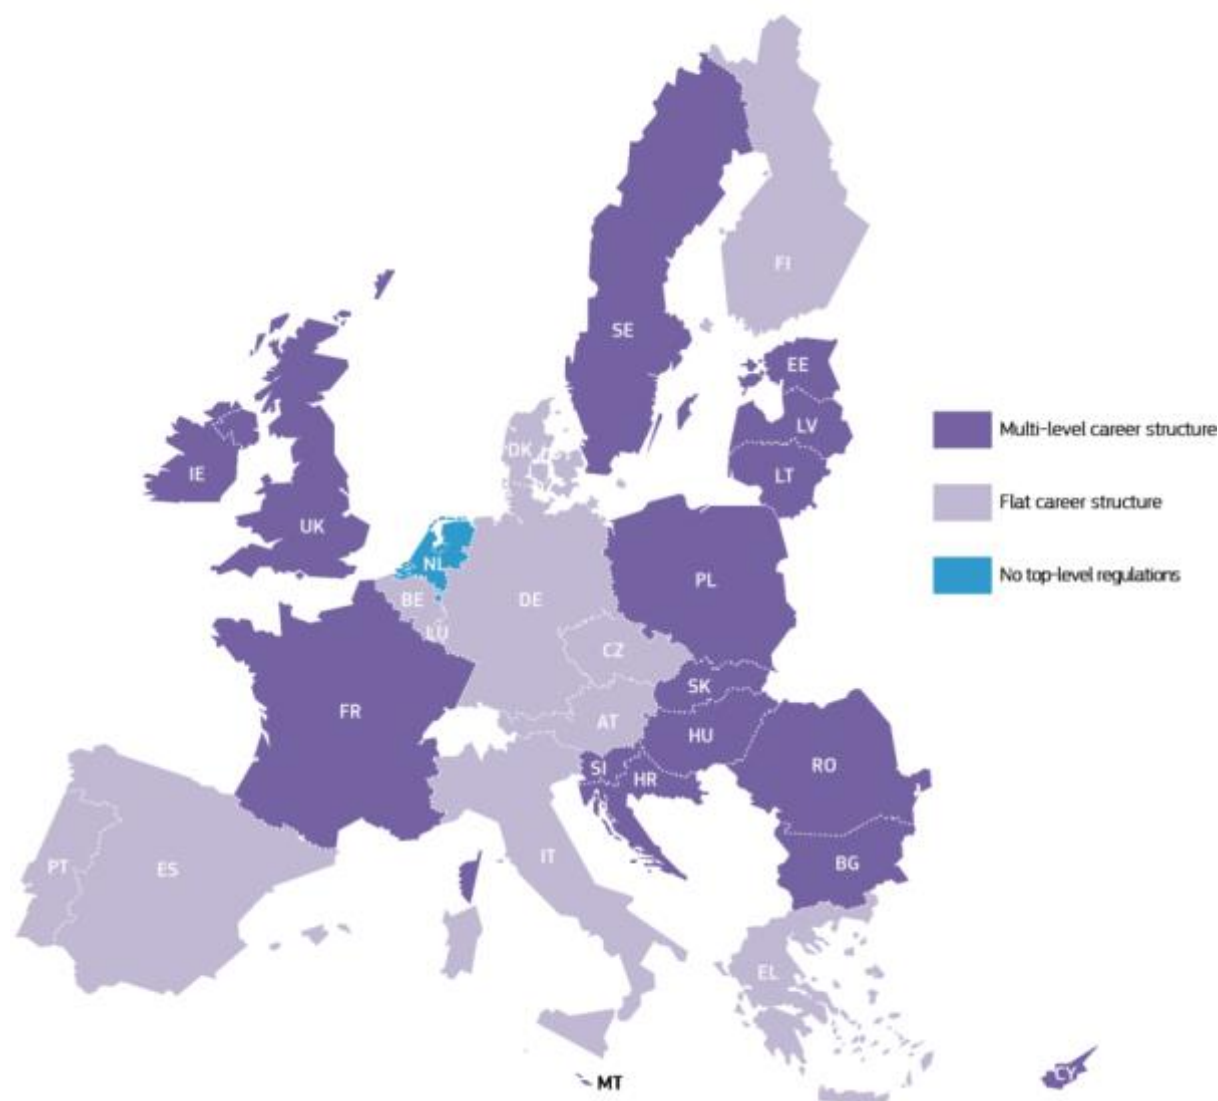 FI
SE
EE
LV
LT
DK
IE
UK
NL
BE
LU
DE
PL
CZ
SK
FR
AT
HU
SI
HR
RO
BG
PT
ES
IT
EL
MT
CY
Multi-level career structure
Flat career structure
No top-level regulations